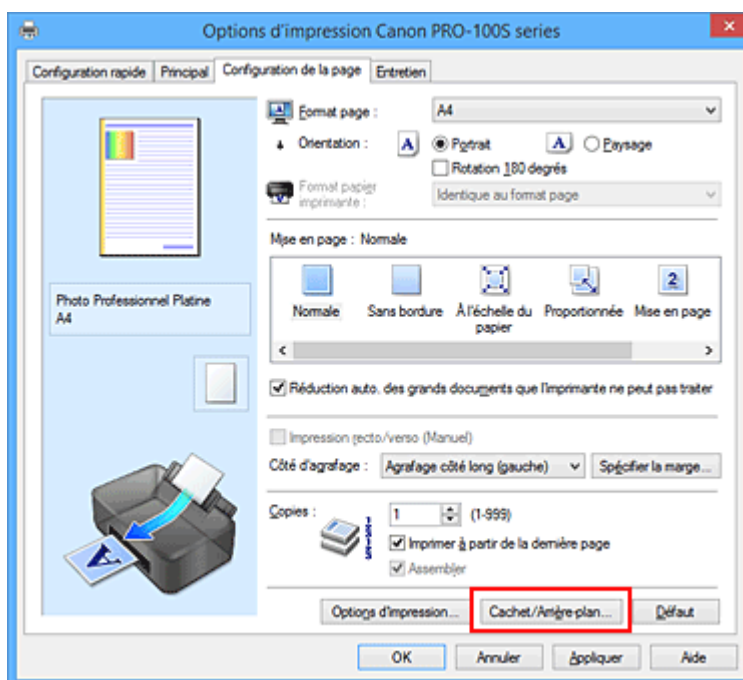 Options d'impression Canon PRO-100S series
Configuration rapide Principal Configuration de la page Entretien
Format page : A4
Orientation : A Portrait A Paysage
Rotation 180 degrés
Format papier imprimante : Identique au format page
Mise en page : Normale
Normale Sans bordure À l'échelle du papier Proportionnée Mise en page
2
Photo Professionnel Platine
A4
Réduction auto. des grands documents que l'imprimante ne peut pas traiter
Impression recto/verso (Manuel)
Côté d'agrafage : Agrafage côté long (gauche) Spécifier la marge...
Copies : 1 (1-999)
Imprimer à partir de la dernière page
Assembler
A
Options d'impression... Cachet/Arrière-plan... Défaut
OK Annuler Appliquer Aide